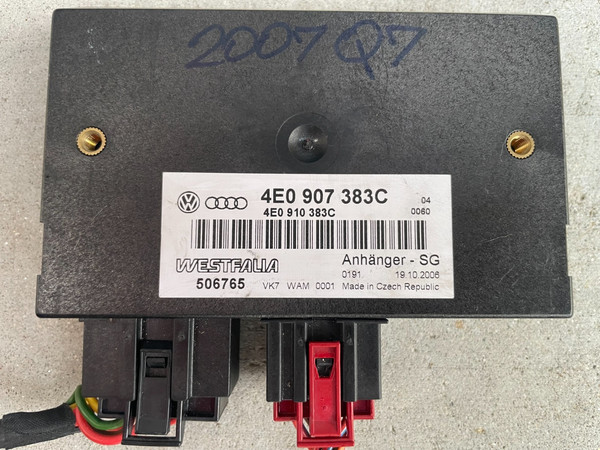 2007 Q7
4E0 907 383C 04
4E0 910 383C 0060
WESTFALIA Anhänger - SG
0191 19.10.2006
506765 VK7 WAM 0001 Made in Czech Republic